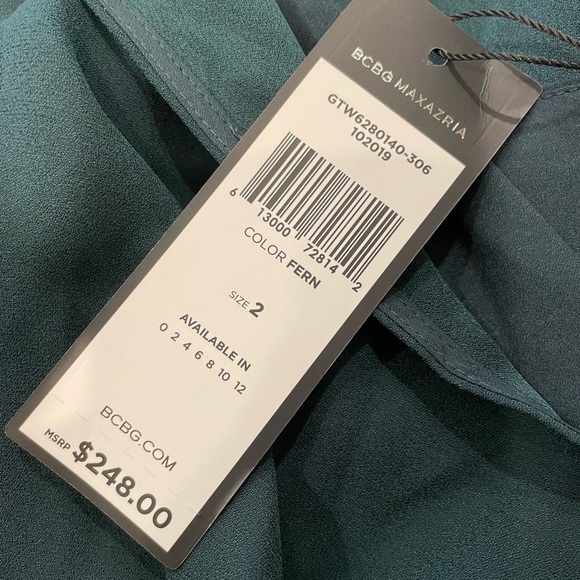 BCBG MAXAZRIA
GTW6280140-306
102019
6 13000 72814 2
COLOR FERN
SIZE 2
AVAILABLE IN
0 2 4 6 8 10 12
BCBG.COM
MSRP $248.00